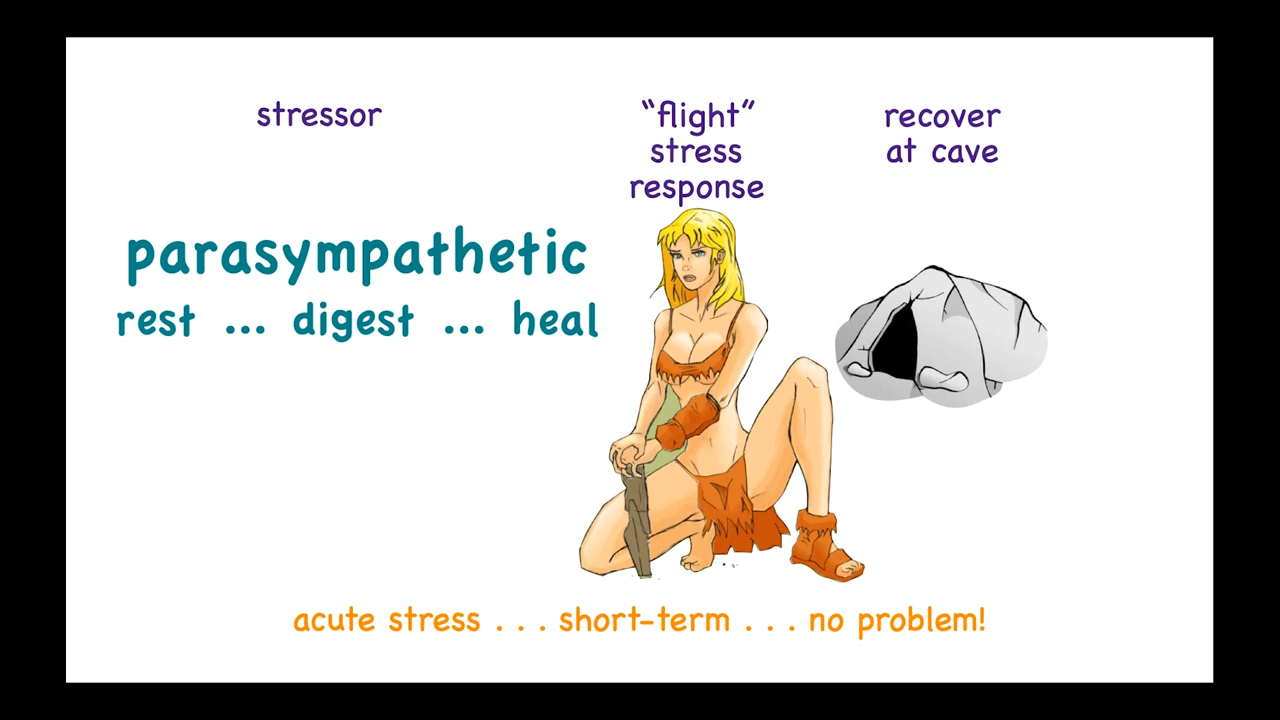 stressor
“flight”
stress
response
recover
at cave
parasympathetic
rest ... digest ... heal
acute stress . . . short-term . . . no problem!